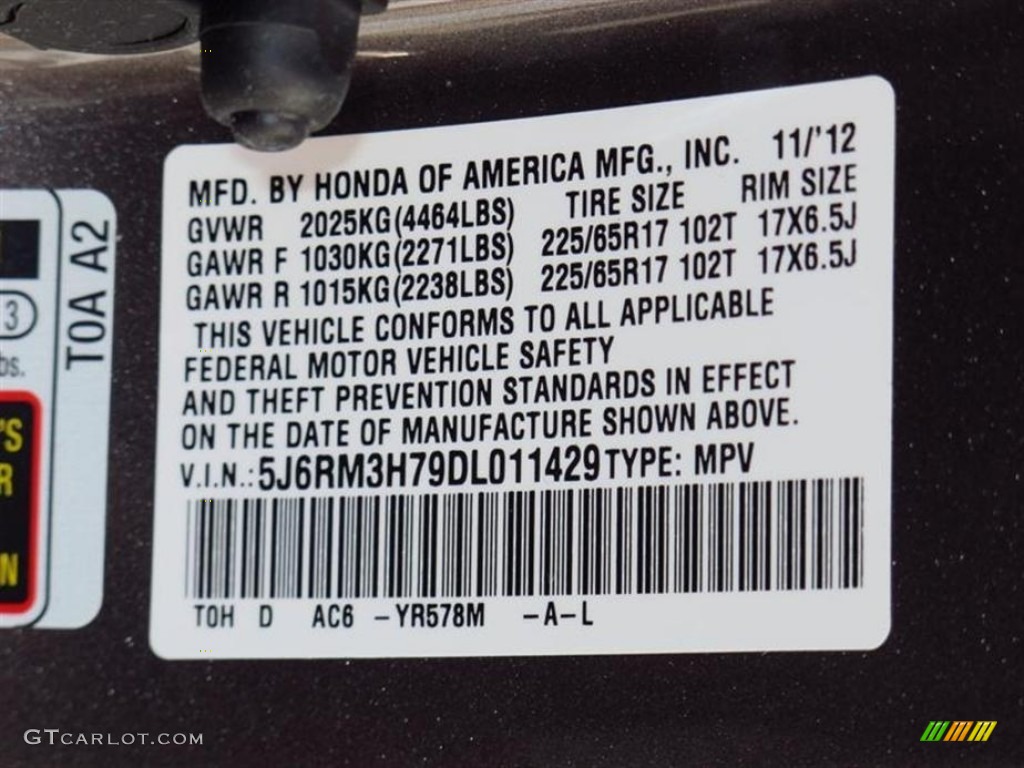 MFD. BY HONDA OF AMERICA MFG., INC. 11/'12
GVWR 2025KG(4464LBS) TIRE SIZE RIM SIZE
GAWR F 1030KG(2271LBS) 225/65R17 102T 17X6.5J
GAWR R 1015KG(2238LBS) 225/65R17 102T 17X6.5J
THIS VEHICLE CONFORMS TO ALL APPLICABLE
FEDERAL MOTOR VEHICLE SAFETY
AND THEFT PREVENTION STANDARDS IN EFFECT
ON THE DATE OF MANUFACTURE SHOWN ABOVE.
V.I.N.: 5J6RM3H79DL011429 TYPE: MPV
T0H D AC6 -YR578M -A-L
T0A A2
3
bs.
'S
R
N
GTCARLOT.COM